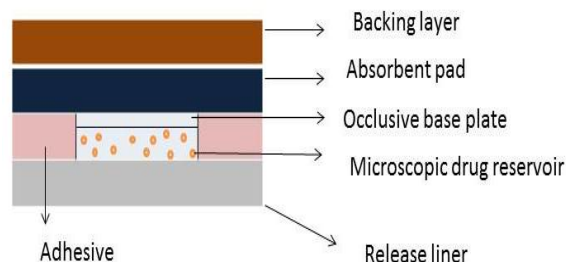 Backing layer
Absorbent pad
Occlusive base plate
Microscopic drug reservoir
Adhesive
Release liner